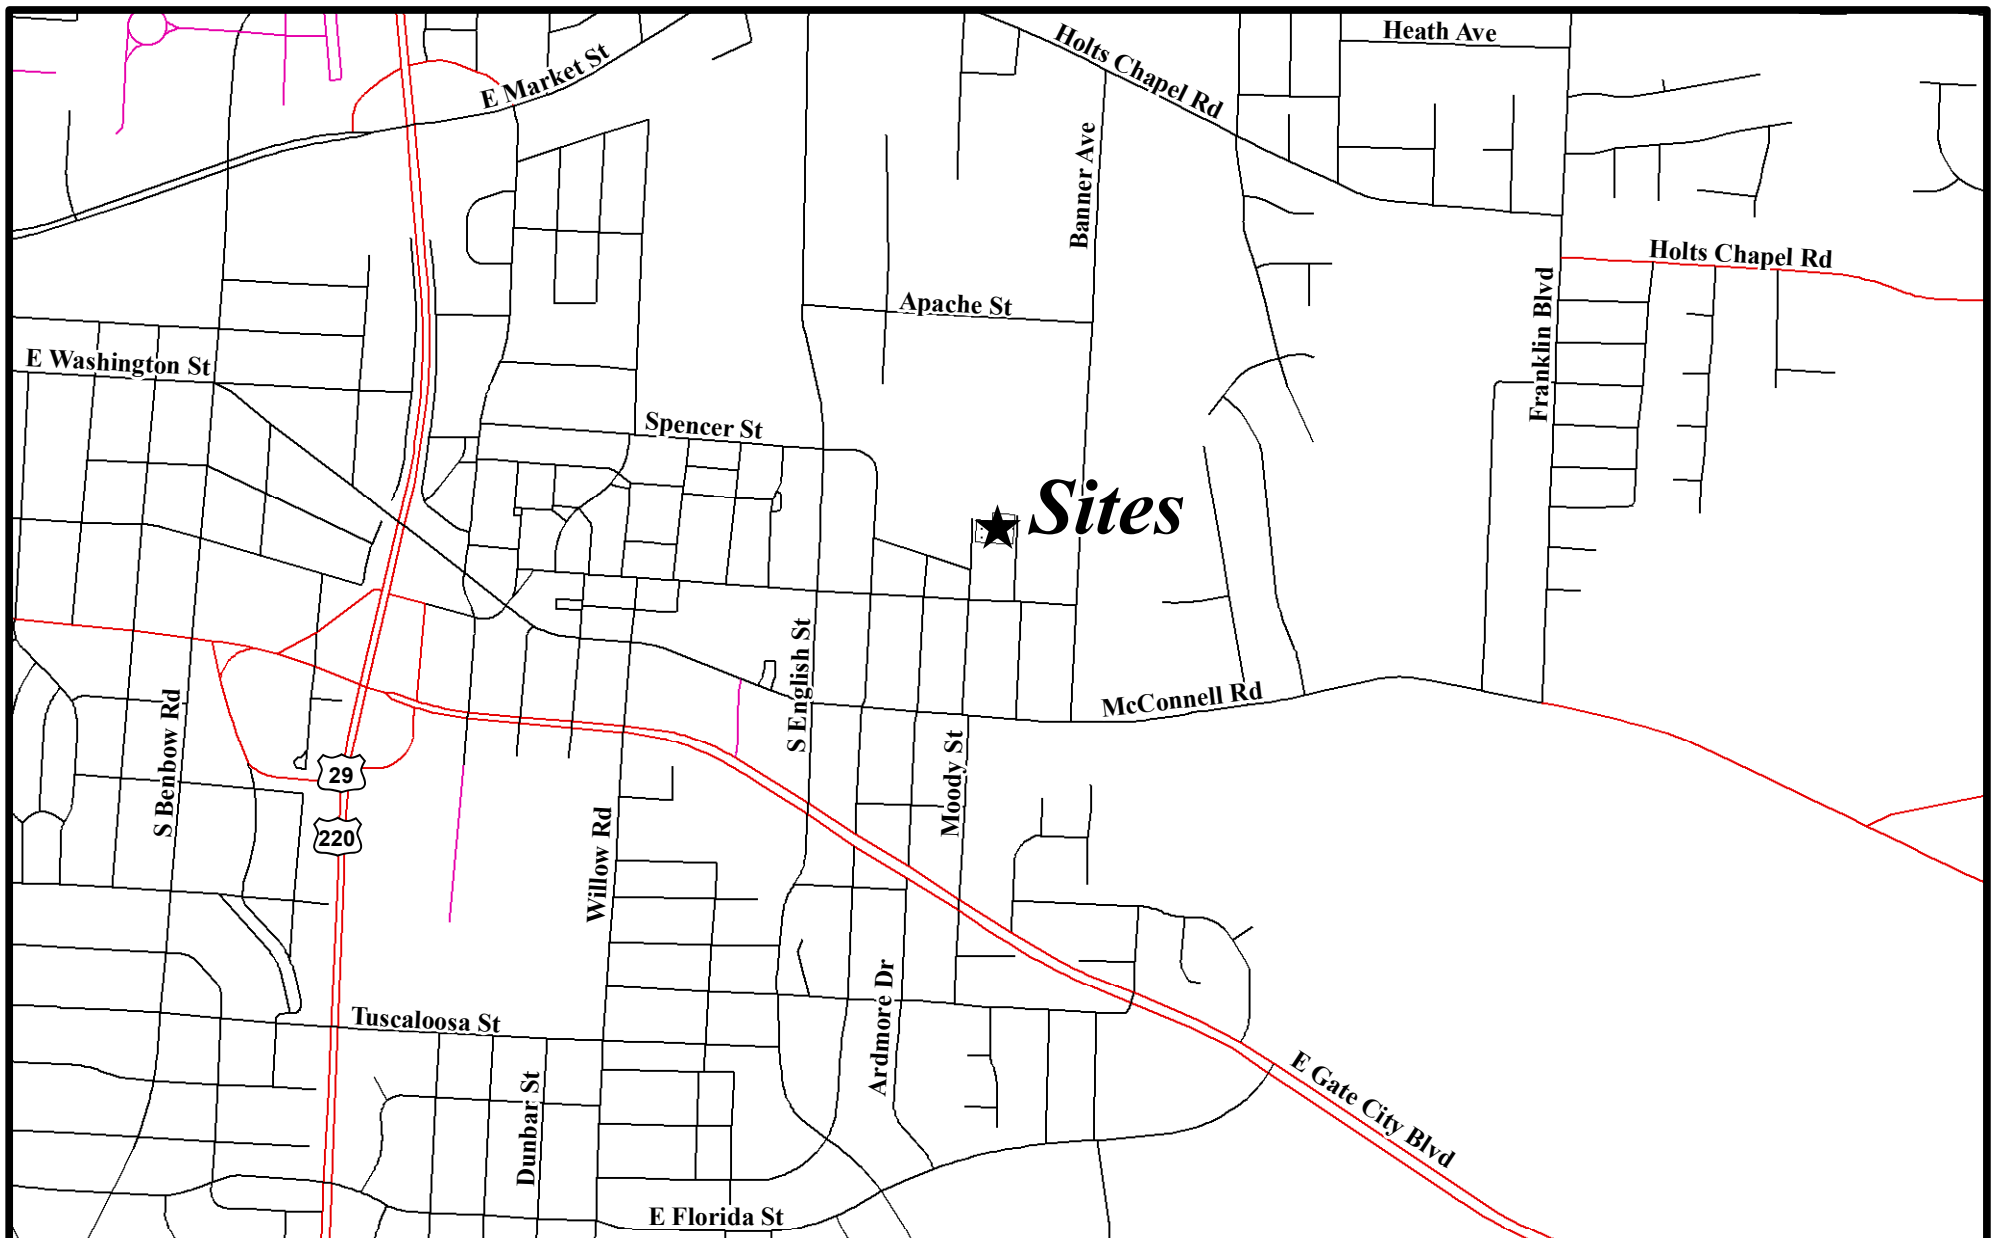 Heath Ave
Holts Chapel Rd
E Market St
Banner Ave
Holts Chapel Rd
Apache St
Franklin Blvd
E Washington St
Spencer St
Sites
S English St
McConnell Rd
S Benbow Rd
Moody St
29
220
Willow Rd
Ardmore Dr
Tuscaloosa St
Dunbar St
E Gate City Blvd
E Florida St